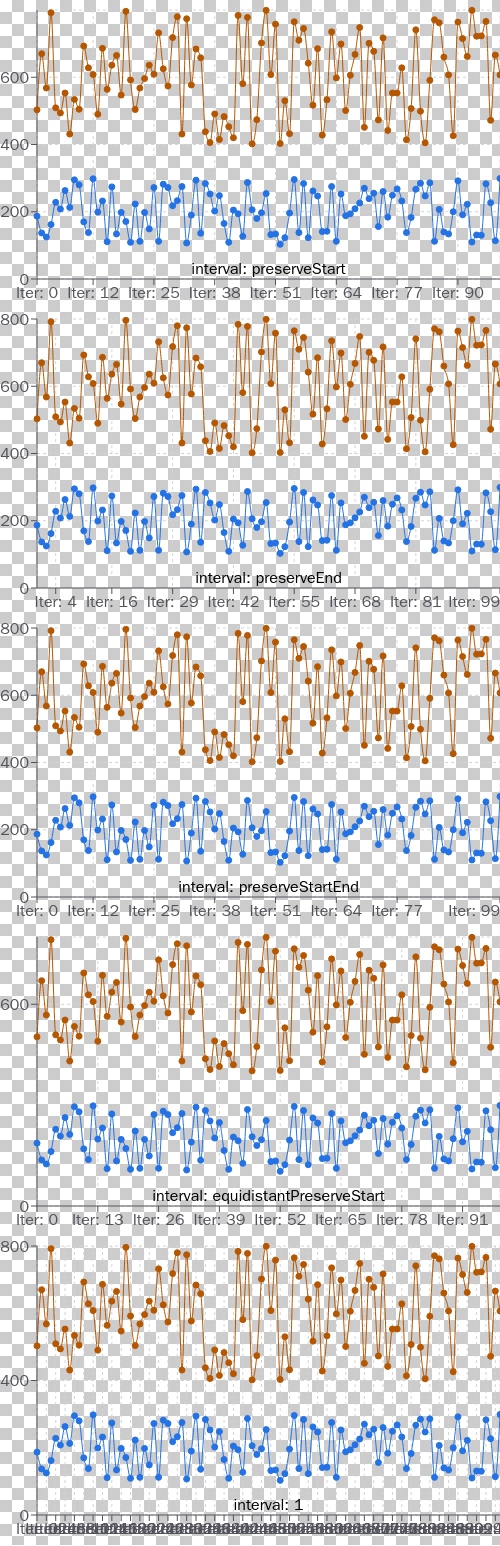 600
400
200
0
interval: preserveStart
Iter: 0 Iter: 12 Iter: 25 Iter: 38 Iter: 51 Iter: 64 Iter: 77 Iter: 90
800
600
400
200
0
interval: preserveEnd
Iter: 4 Iter: 16 Iter: 29 Iter: 42 Iter: 55 Iter: 68 Iter: 81 Iter: 99
800
600
400
200
0
interval: preserveStartEnd
Iter: 0 Iter: 12 Iter: 25 Iter: 38 Iter: 51 Iter: 64 Iter: 77 Iter: 99
600
0
interval: equidistantPreserveStart
Iter: 0 Iter: 13 Iter: 26 Iter: 39 Iter: 52 Iter: 65 Iter: 78 Iter: 91
800
400
0
interval: 1